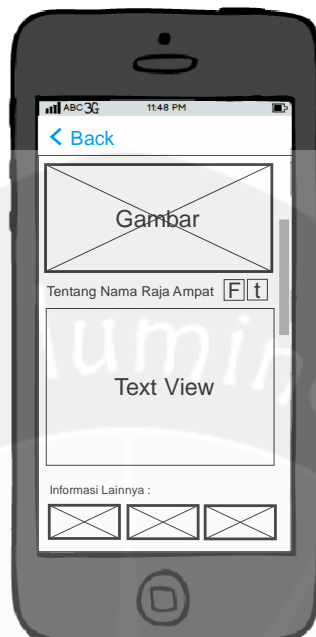 ABC 3G 11:48 PM
Back
Gambar
Tentang Nama Raja Ampat F t
Text View
Informasi Lainnya :